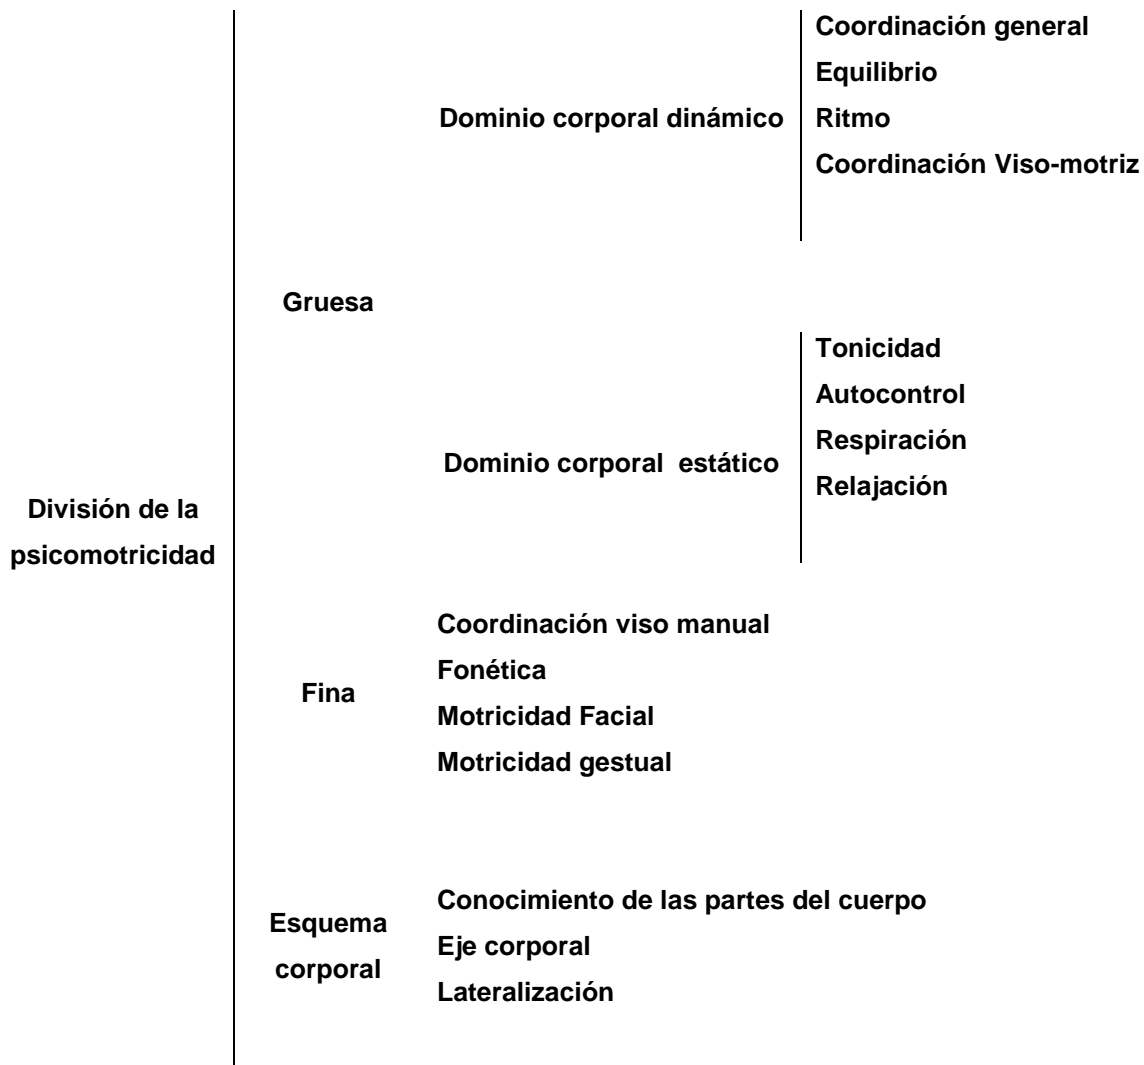 División de la
psicomotricidad
Gruesa
Dominio corporal dinámico
Coordinación general
Equilibrio
Ritmo
Coordinación Viso-motriz
Dominio corporal  estático
Tonicidad
Autocontrol
Respiración
Relajación
Fina
Coordinación viso manual
Fonética
Motricidad Facial
Motricidad gestual
Esquema
corporal
Conocimiento de las partes del cuerpo
Eje corporal
Lateralización